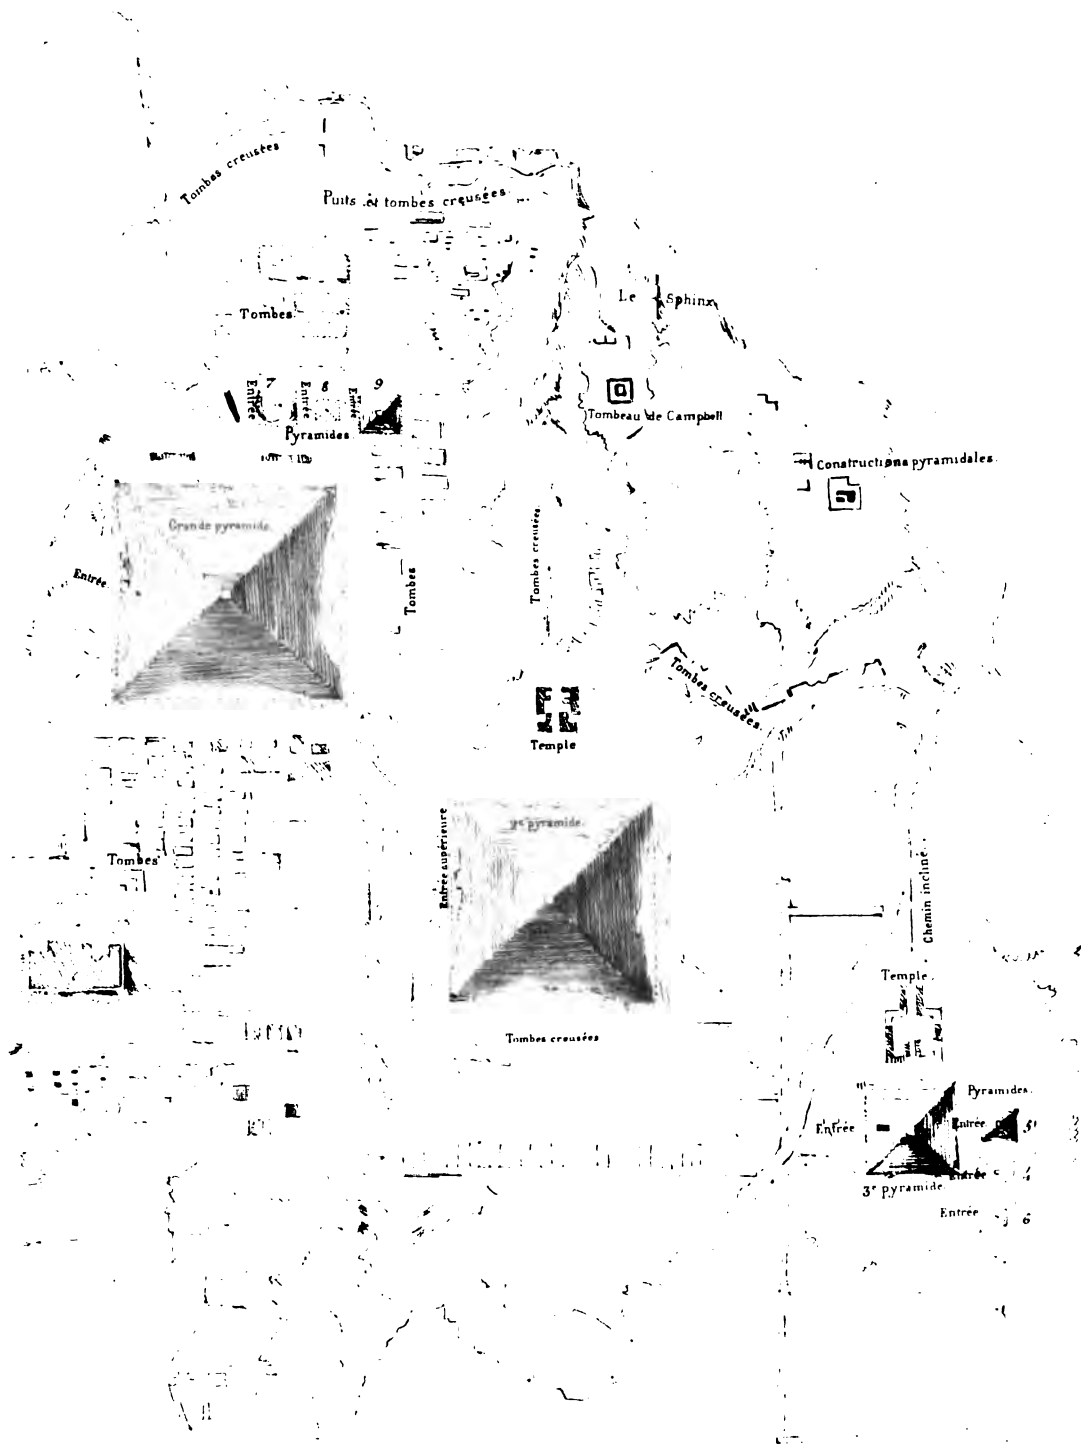 Tombes creusées
Puits et tombes creusées
Le Sphinx
Tombes
7
8
9
Entrée
Entrée
Entrée
Pyramides.
Tombeau de Campbell
Constructions pyramidales.
Grande pyramide.
Entrée.
Tombes
Tombes creusées.
Tombes creusées.
Temple
2e pyramide.
Entrée supérieure
Tombes
Chemin incliné.
Temple.
Tombes creusées
Pyramides.
Entrée
Entrée
5
Entrée
4
3e pyramide.
Entrée
6